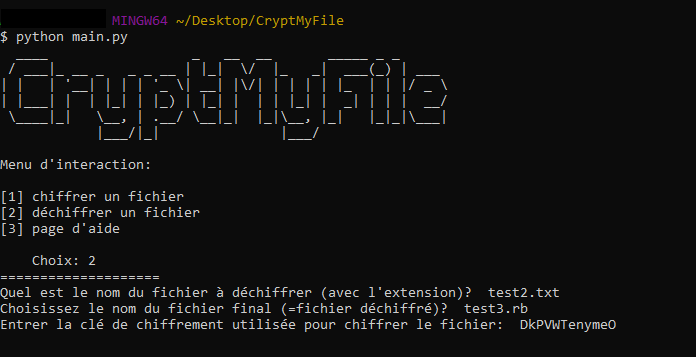 MINGW64 ~/Desktop/CryptMyFile
$ python main.py
CryptMyFile
Menu d'interaction:
[1] chiffrer un fichier
[2] déchiffrer un fichier
[3] page d'aide
Choix: 2
====================
Quel est le nom du fichier à déchiffrer (avec l'extension)?  test2.txt
Choisissez le nom du fichier final (=fichier déchiffré)?  test3.rb
Entrer la clé de chiffrement utilisée pour chiffrer le fichier:  DkPVWTenymeO